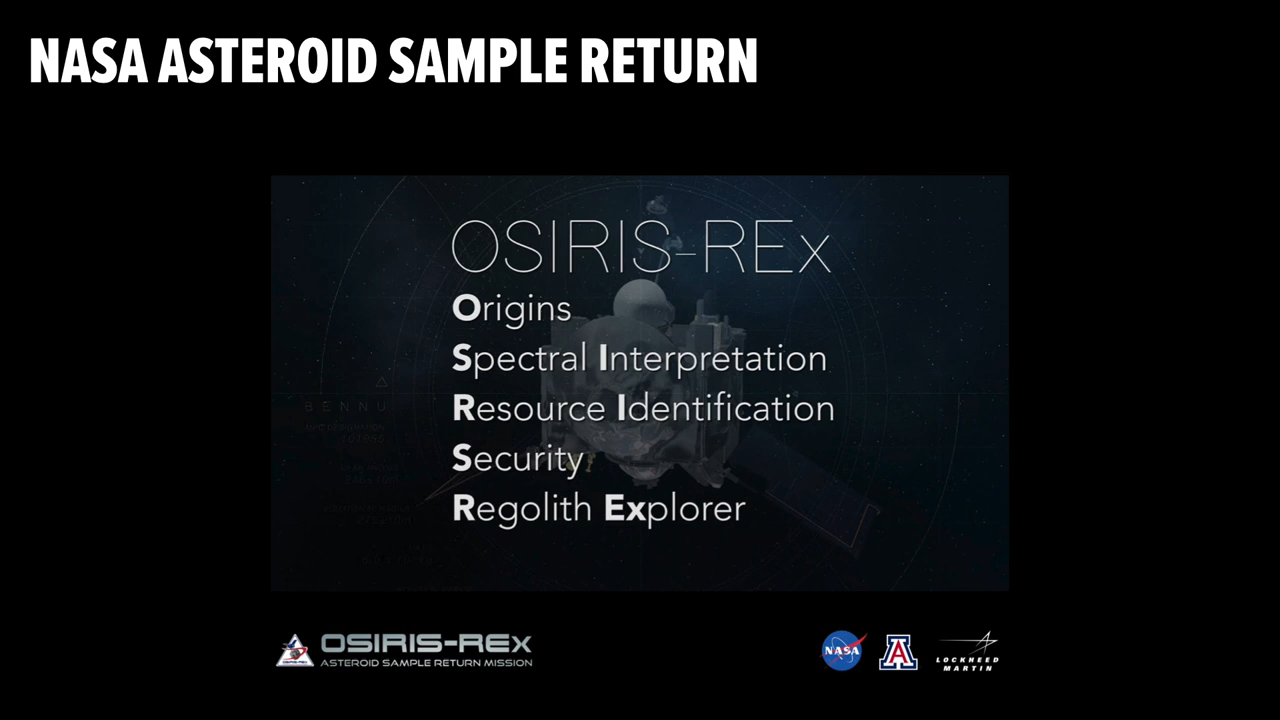 NASA ASTEROID SAMPLE RETURN
OSIRIS-REx
Origins
Spectral Interpretation
Resource Identification
Security
Regolith Explorer
BENNU
101955
OSIRIS-REx
ASTEROID SAMPLE RETURN MISSION
NASA
A
LOCKHEED
MARTIN